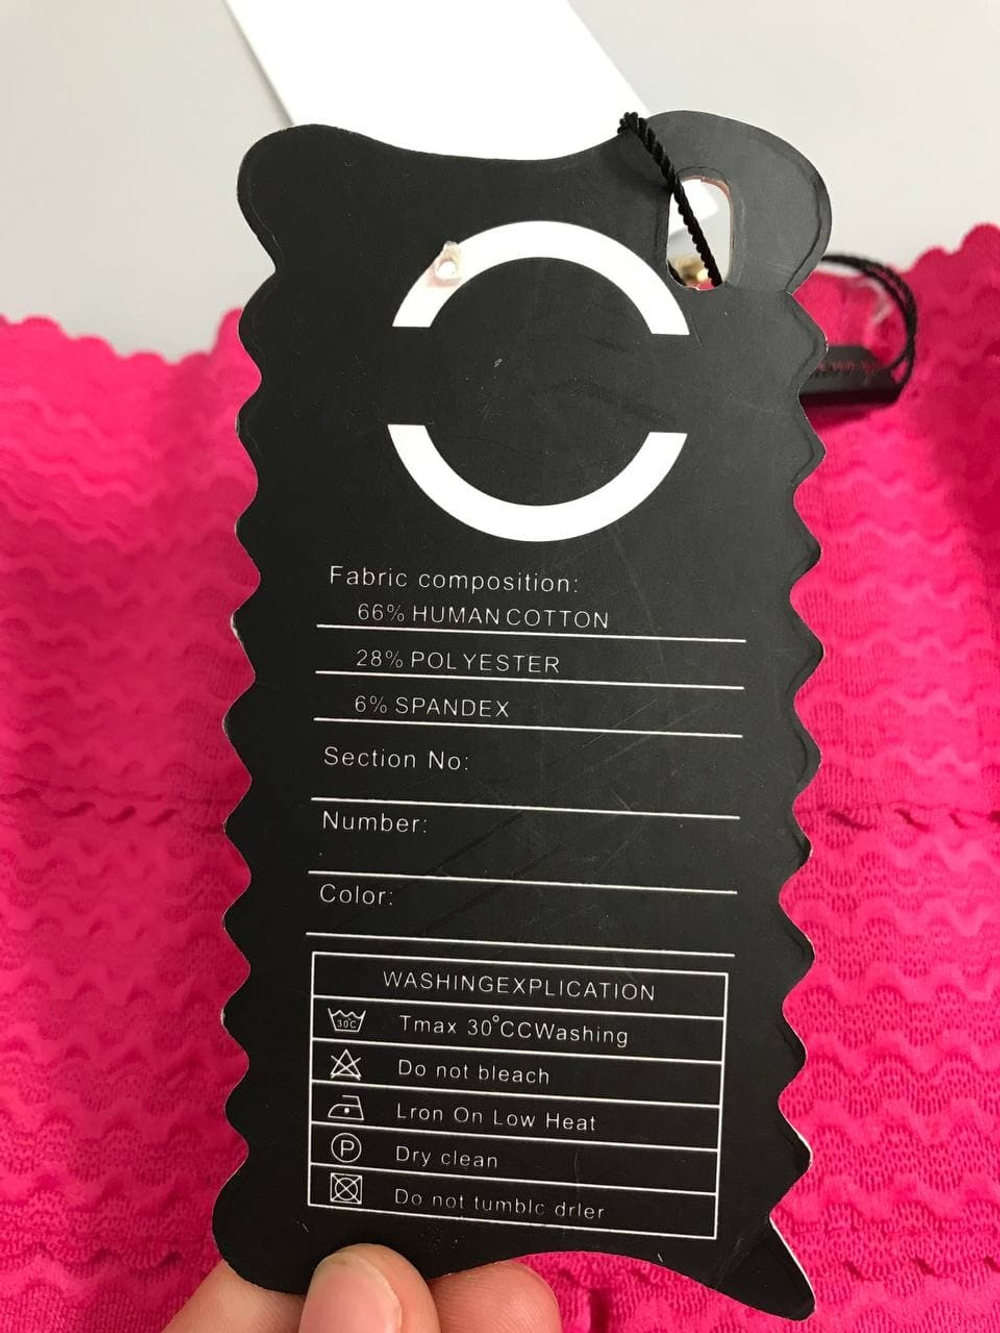 Fabric composition:
66% HUMAN COTTON
28% POLYESTER
6% SPANDEX
Section No:
Number:
Color:
WASHINGEXPLICATION
30°C Tmax 30°CCWashing
Do not bleach
Lron On Low Heat
P Dry clean
Do not tumblc drler